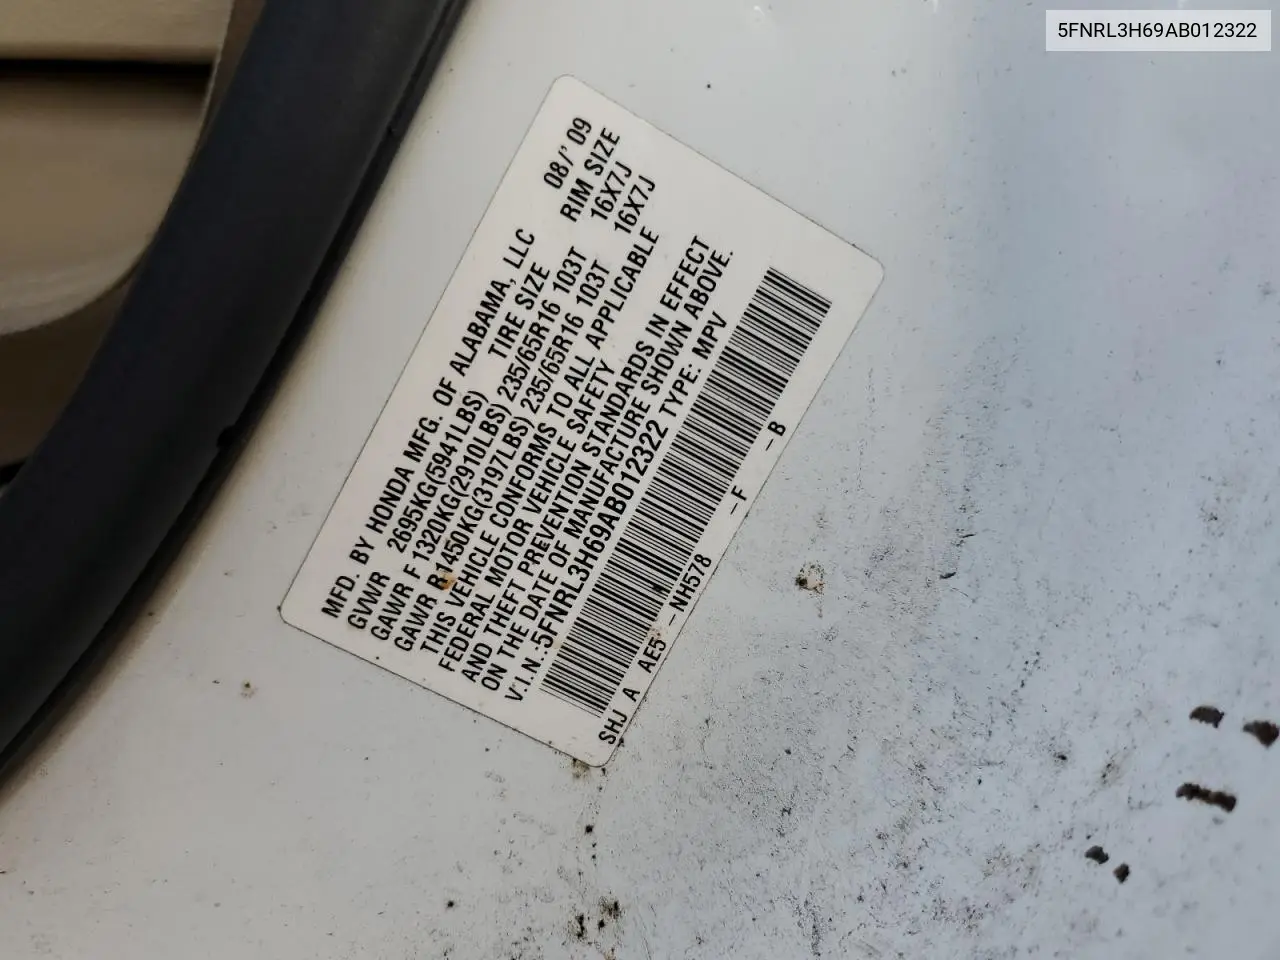 5FNRL3H69AB012322
MFD. BY HONDA MFG. OF ALABAMA, LLC 08/'09
GVWR 2695KG(5941LBS) TIRE SIZE RIM SIZE
GAWR F 1320KG(2910LBS) 235/65R16 103T 16X7J
GAWR R1450KG(3197LBS) 235/65R16 103T 16X7J
THIS VEHICLE CONFORMS TO ALL APPLICABLE
FEDERAL MOTOR VEHICLE SAFETY
AND THEFT PREVENTION STANDARDS IN EFFECT
ON THE DATE OF MANUFACTURE SHOWN ABOVE.
V.I.N.:5FNRL3H69AB012322 TYPE: MPV
SHJ A AE5 -NH578 -F -B